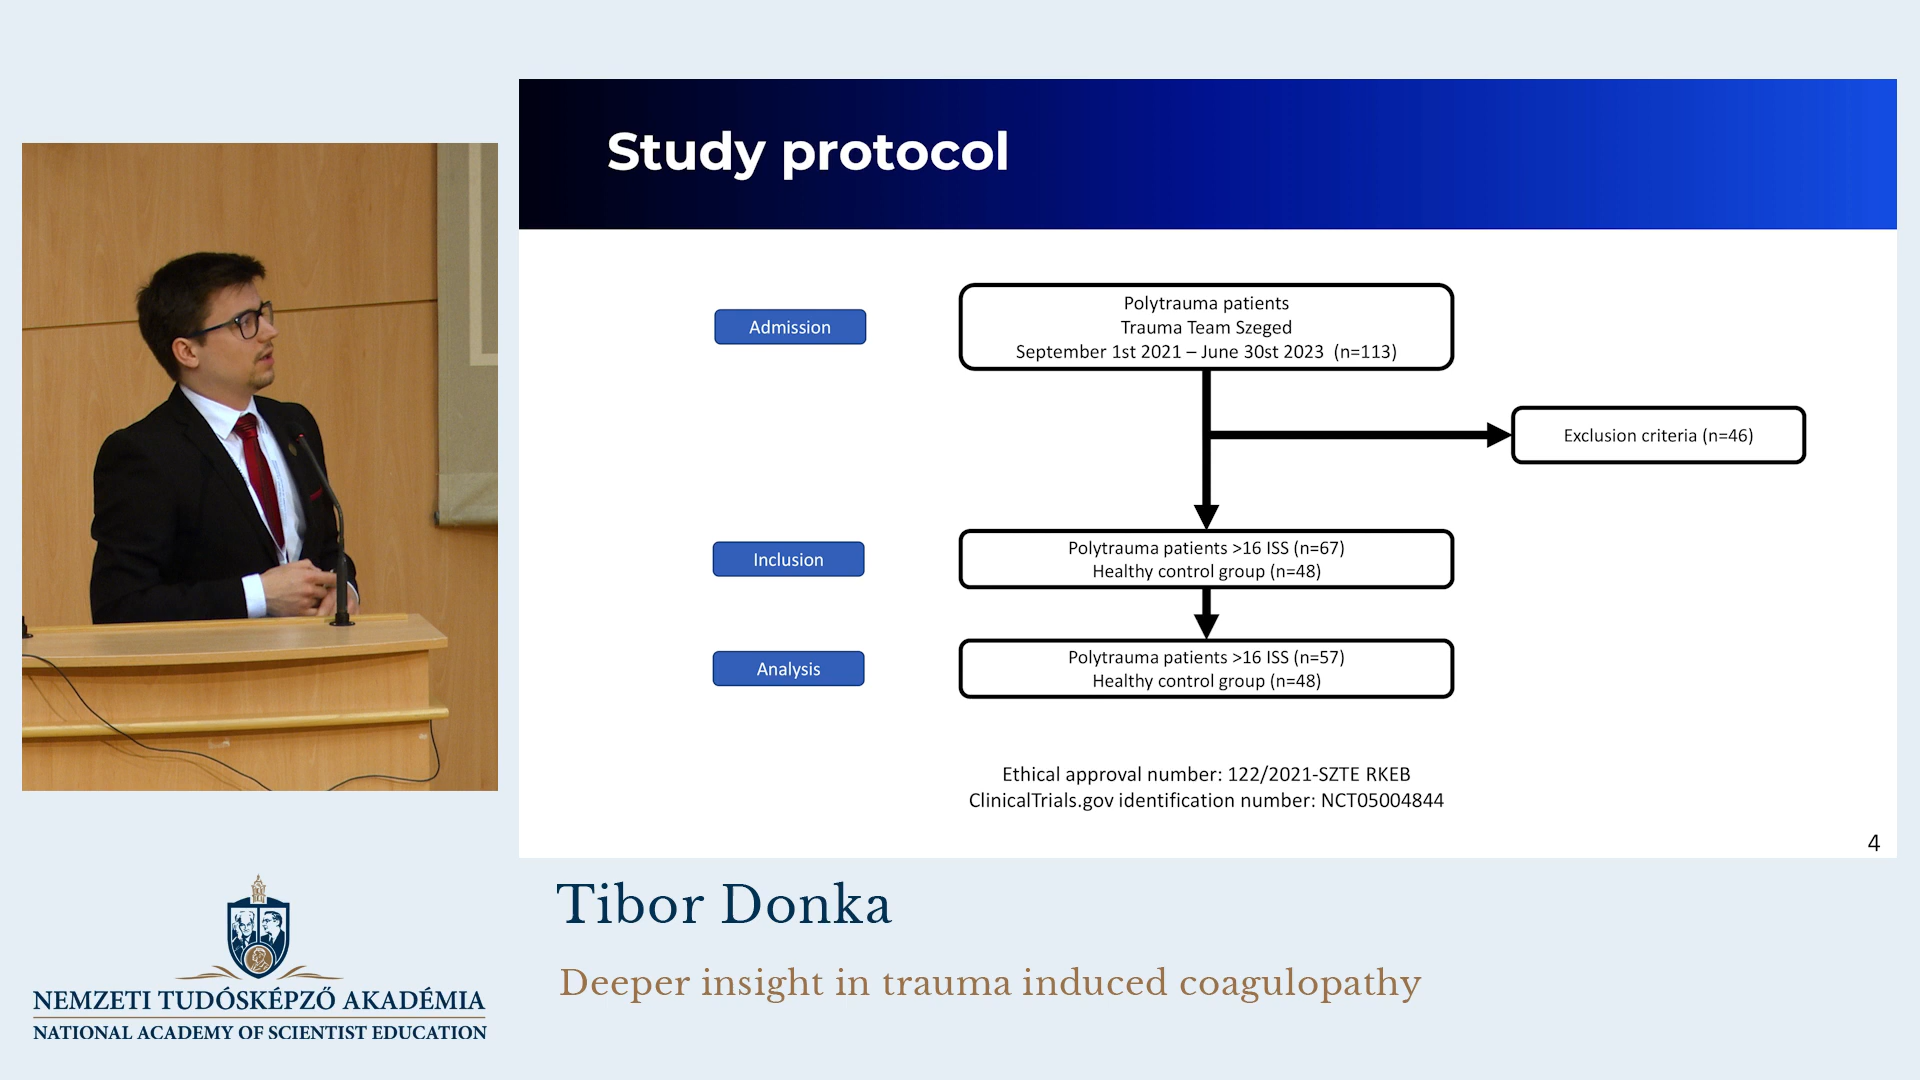 Study protocol
Admission
Polytrauma patients
Trauma Team Szeged
September 1st 2021 – June 30st 2023 (n=113)
Exclusion criteria (n=46)
Inclusion
Polytrauma patients >16 ISS (n=67)
Healthy control group (n=48)
Analysis
Polytrauma patients >16 ISS (n=57)
Healthy control group (n=48)
Ethical approval number: 122/2021-SZTE RKEB
ClinicalTrials.gov identification number: NCT05004844
4
Tibor Donka
Deeper insight in trauma induced coagulopathy
NEMZETI TUDÓSKÉPZŐ AKADÉMIA
NATIONAL ACADEMY OF SCIENTIST EDUCATION